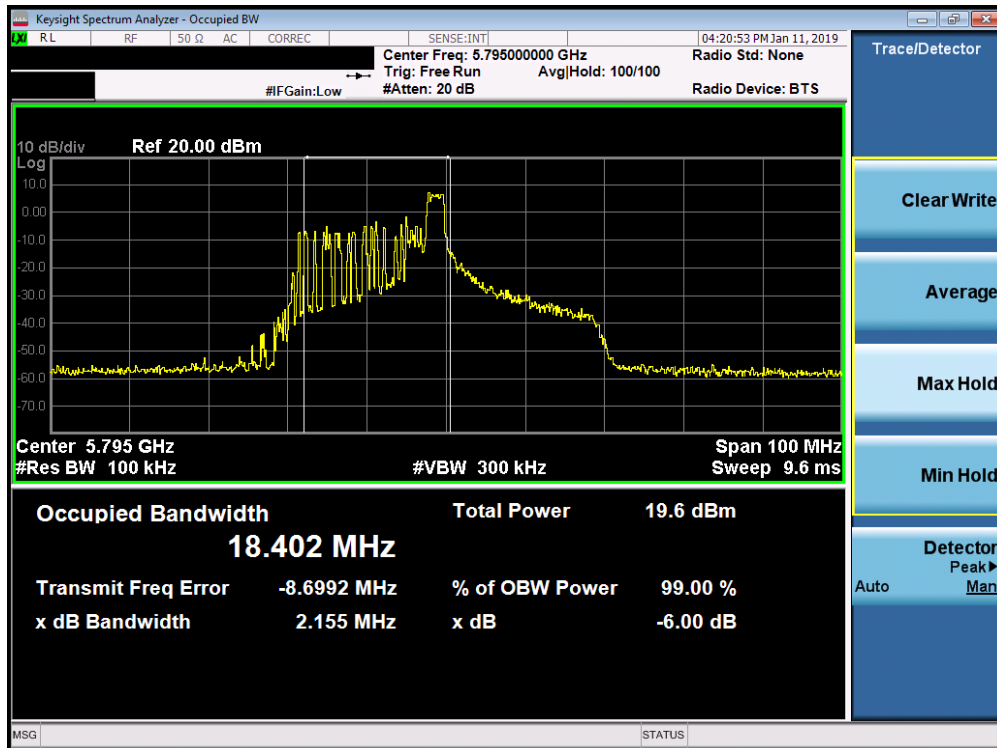 Keysight Spectrum Analyzer - Occupied BW
LXI RL RF 50 Ω AC CORREC SENSE:INT 04:20:53 PM Jan 11, 2019
Center Freq: 5.795000000 GHz Radio Std: None
Trig: Free Run Avg|Hold: 100/100
#IFGain:Low #Atten: 20 dB Radio Device: BTS
10 dB/div Ref 20.00 dBm
Log
10.0
0.00
-10.0
-20.0
-30.0
-40.0
-50.0
-60.0
-70.0
Center 5.795 GHz Span 100 MHz
#Res BW 100 kHz #VBW 300 kHz Sweep 9.6 ms
Occupied Bandwidth Total Power 19.6 dBm
18.402 MHz
Transmit Freq Error -8.6992 MHz % of OBW Power 99.00 %
x dB Bandwidth 2.155 MHz x dB -6.00 dB
MSG STATUS
Trace/Detector
Clear Write
Average
Max Hold
Min Hold
Detector
Peak▶
Auto Man